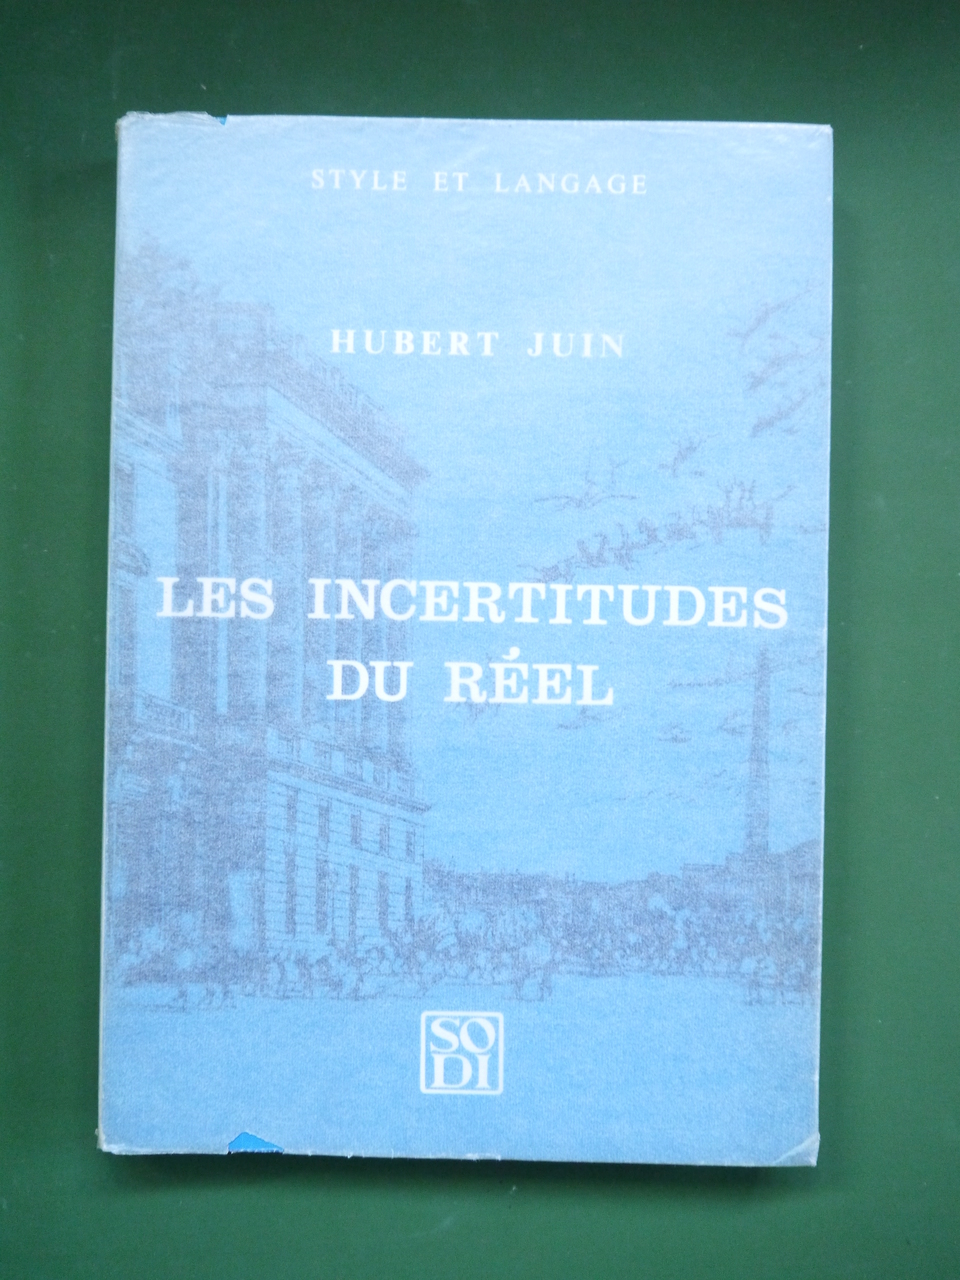 STYLE ET LANGAGE
HUBERT JUIN
LES INCERTITUDES
DU RÉEL
SO
DI